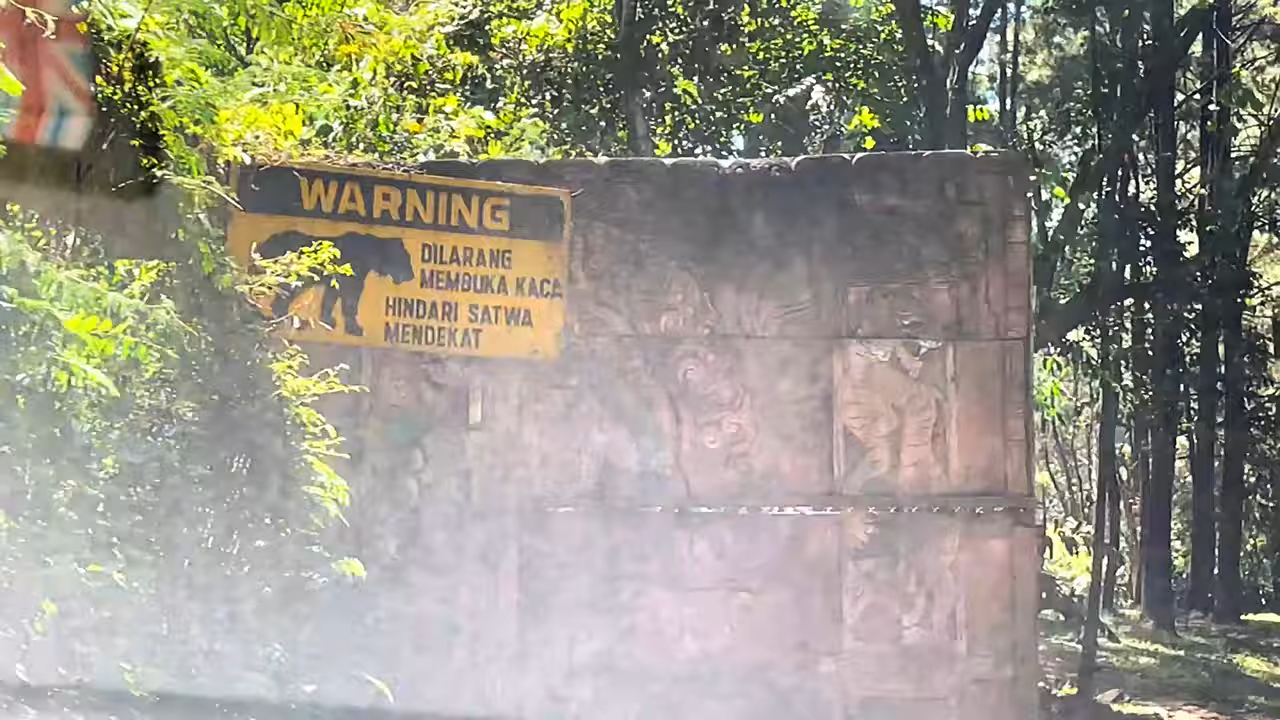 WARNING
DILARANG
MEMBUKA KACA
HINDARI SATWA
MENDEKAT